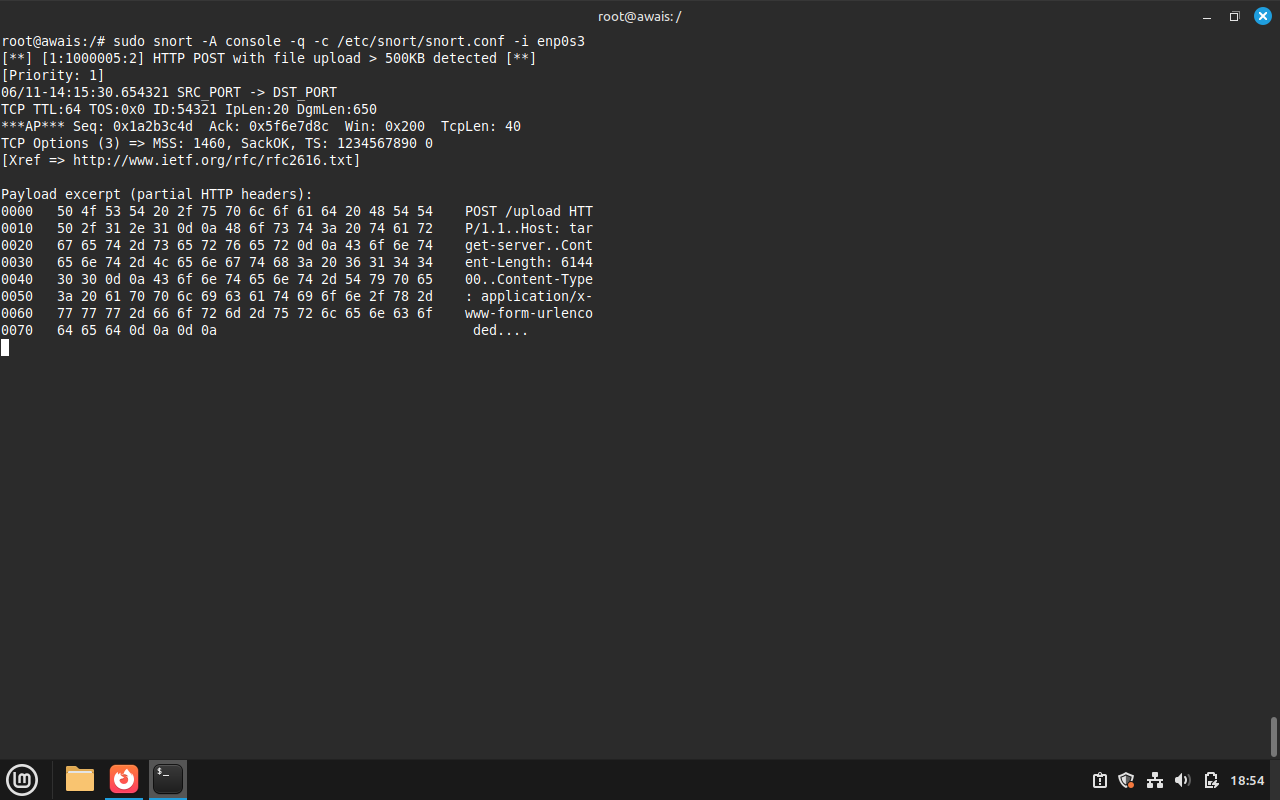 root@awais: /
root@awais:/# sudo snort -A console -q -c /etc/snort/snort.conf -i enp0s3
[**] [1:1000005:2] HTTP POST with file upload > 500KB detected [**]
[Priority: 1]
06/11-14:15:30.654321 SRC_PORT -> DST_PORT
TCP TTL:64 TOS:0x0 ID:54321 IpLen:20 DgmLen:650
***AP*** Seq: 0x1a2b3c4d  Ack: 0x5f6e7d8c  Win: 0x200  TcpLen: 40
TCP Options (3) => MSS: 1460, SackOK, TS: 1234567890 0
[Xref => http://www.ietf.org/rfc/rfc2616.txt]
Payload excerpt (partial HTTP headers):
0000   50 4f 53 54 20 2f 75 70 6c 6f 61 64 20 48 54 54    POST /upload HTT
0010   50 2f 31 2e 31 0d 0a 48 6f 73 74 3a 20 74 61 72    P/1.1..Host: tar
0020   67 65 74 2d 73 65 72 76 65 72 0d 0a 43 6f 6e 74    get-server..Cont
0030   65 6e 74 2d 4c 65 6e 67 74 68 3a 20 36 31 34 34    ent-Length: 6144
0040   30 30 0d 0a 43 6f 6e 74 65 6e 74 2d 54 79 70 65    00..Content-Type
0050   3a 20 61 70 70 6c 69 63 61 74 69 6f 6e 2f 78 2d    : application/x-
0060   77 77 77 2d 66 6f 72 6d 2d 75 72 6c 65 6e 63 6f    www-form-urlenco
0070   64 65 64 0d 0a 0d 0a                                ded....
$_
18:54